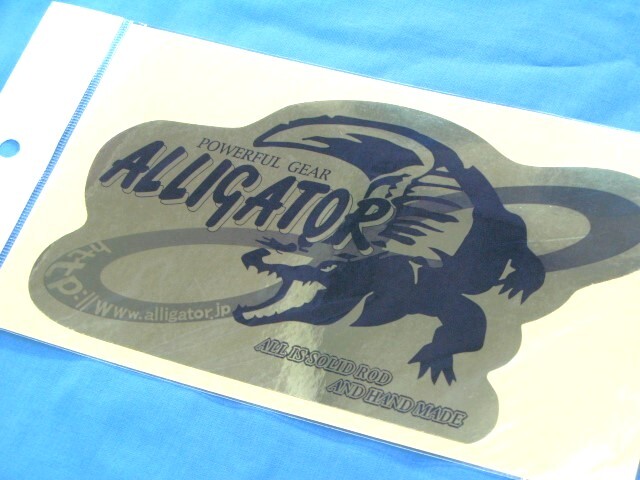 POWERFUL GEAR
ALLIGATOR
http://www.alligator.jp
ALL IS SOLID ROD
AND HAND MADE